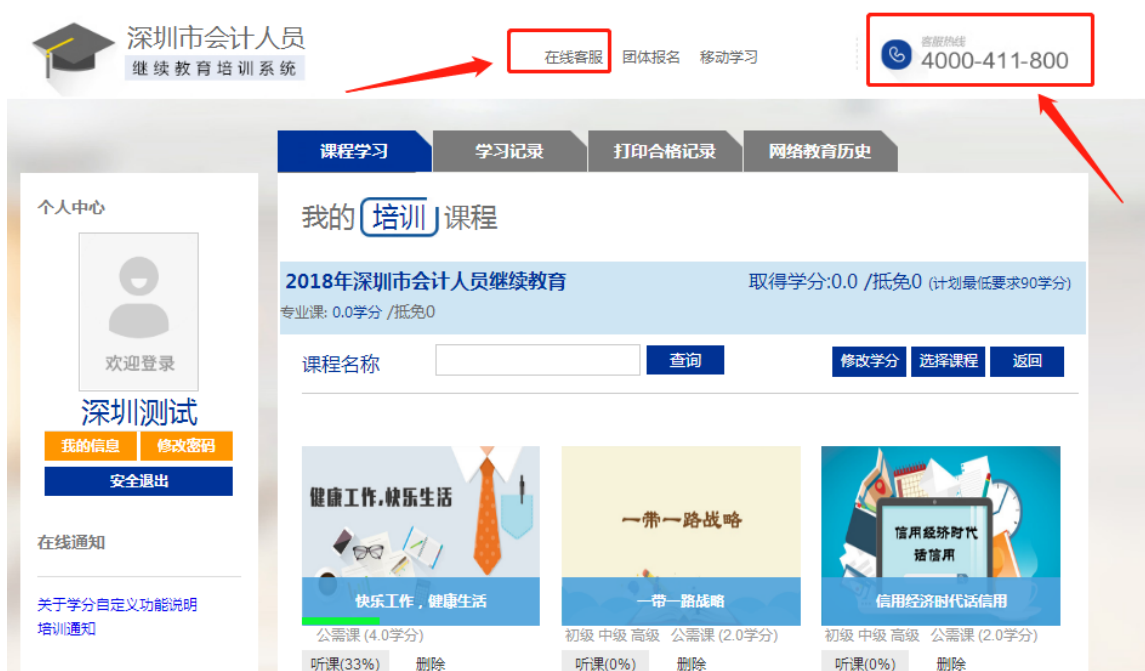 深圳市会计人员
继续教育培训系统
在线客服 团体报名 移动学习
客服热线
4000-411-800
课程学习 学习记录 打印合格记录 网络教育历史
个人中心
欢迎登录
深圳测试
我的信息 修改密码
安全退出
在线通知
关于学分自定义功能说明
培训通知
我的 培训 课程
2018年深圳市会计人员继续教育 取得学分:0.0 /抵免0 (计划最低要求90学分)
专业课: 0.0学分 /抵免0
课程名称 查询 修改学分 选择课程 返回
健康工作,快乐生活
快乐工作，健康生活
公需课 (4.0学分)
听课(33%) 删除
一带一路战略
一带一路战略
初级 中级 高级 公需课 (2.0学分)
听课(0%) 删除
信用经济时代
话信用
信用经济时代话信用
初级 中级 高级 公需课 (2.0学分)
听课(0%) 删除